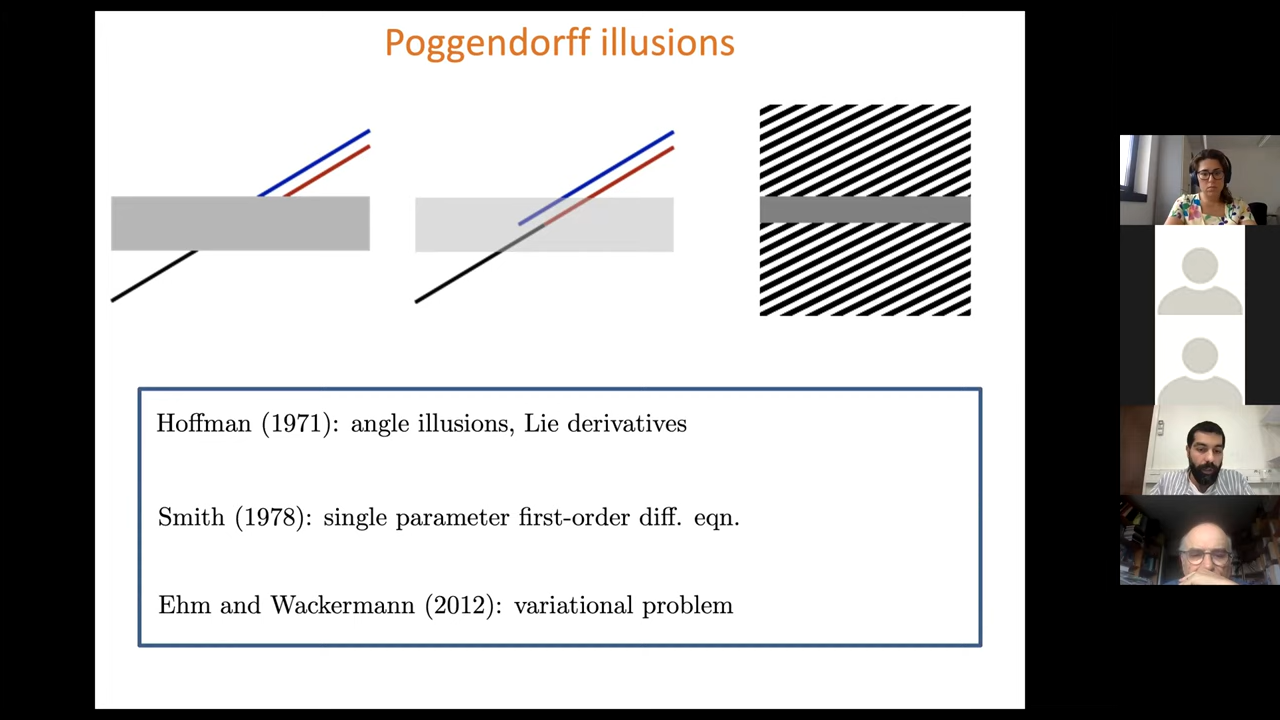 Poggendorff illusions
Hoffman (1971): angle illusions, Lie derivatives
Smith (1978): single parameter first-order diff. eqn.
Ehm and Wackermann (2012): variational problem